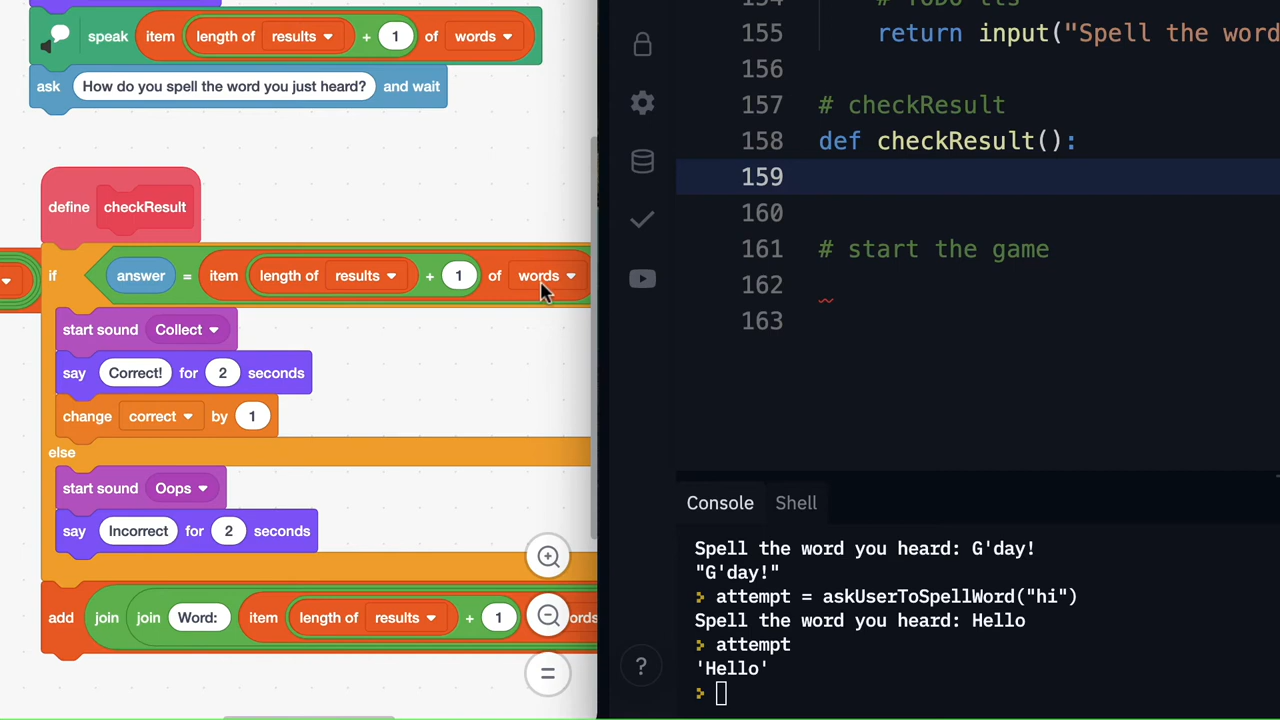 speak item length of results + 1 of words
ask How do you spell the word you just heard? and wait
define checkResult
if answer = item length of results + 1 of words
start sound Collect
say Correct! for 2 seconds
change correct by 1
else
start sound Oops
say Incorrect for 2 seconds
add join join Word: item length of results + 1
=
155 return input("Spell the word
156
157 # checkResult
158 def checkResult():
159
160
161 # start the game
162
163
Console Shell
Spell the word you heard: G'day!
"G'day!"
attempt = askUserToSpellWord("hi")
Spell the word you heard: Hello
attempt
'Hello'
?